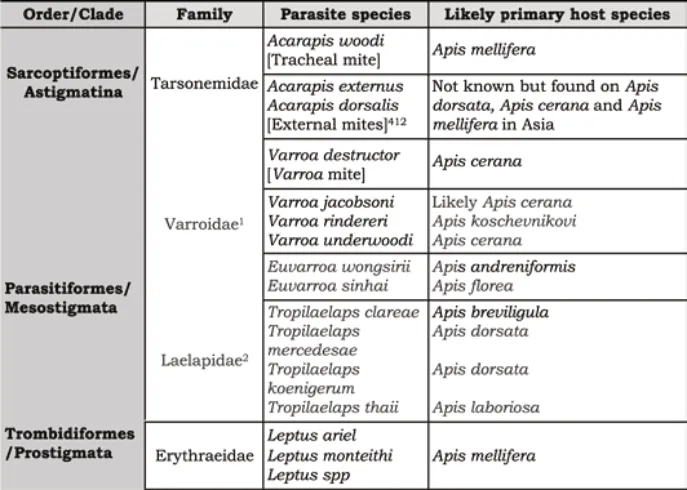 Order/Clade Family Parasite species Likely primary host species
Sarcoptiformes/
Astigmatina
Tarsonemidae
Acarapis woodi
[Tracheal mite]
Apis mellifera
Acarapis externus
Acarapis dorsalis
[External mites]⁴¹²
Not known but found on Apis
dorsata, Apis cerana and Apis
mellifera in Asia
Parasitiformes/
Mesostigmata
Varroidae¹
Varroa destructor
[Varroa mite]
Apis cerana
Varroa jacobsoni Likely Apis cerana
Varroa rindereri Apis koschevnikovi
Varroa underwoodi Apis cerana
Euvarroa wongsirii Apis andreniformis
Euvarroa sinhai Apis florea
Laelapidae²
Tropilaelaps clareae Apis breviligula
Tropilaelaps Apis dorsata
mercedesae
Tropilaelaps Apis dorsata
koenigerum
Tropilaelaps thaii Apis laboriosa
Trombidiformes
/Prostigmata
Erythraeidae
Leptus ariel
Leptus monteithi
Leptus spp
Apis mellifera